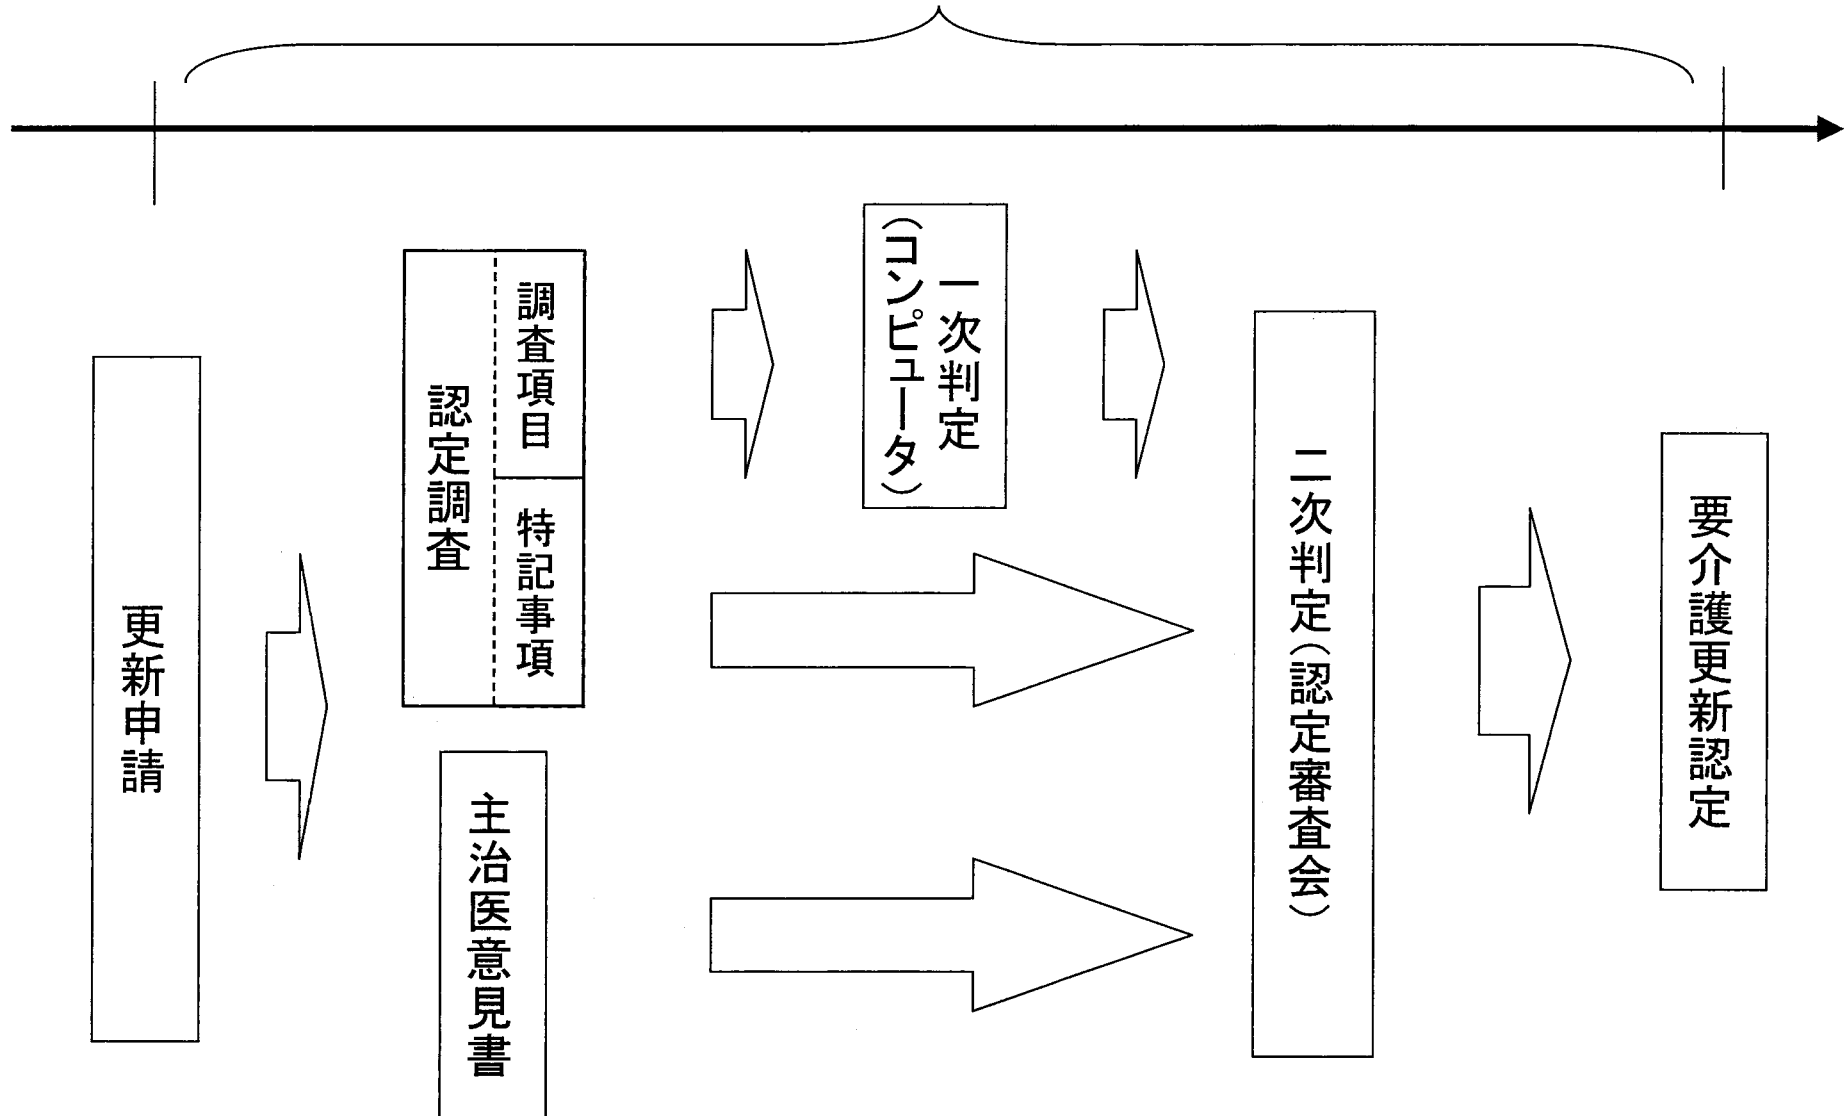 更新申請
認定調査
調査項目
特記事項
主治医意見書
一次判定
(コンピュータ)
二次判定(認定審査会)
要介護更新認定